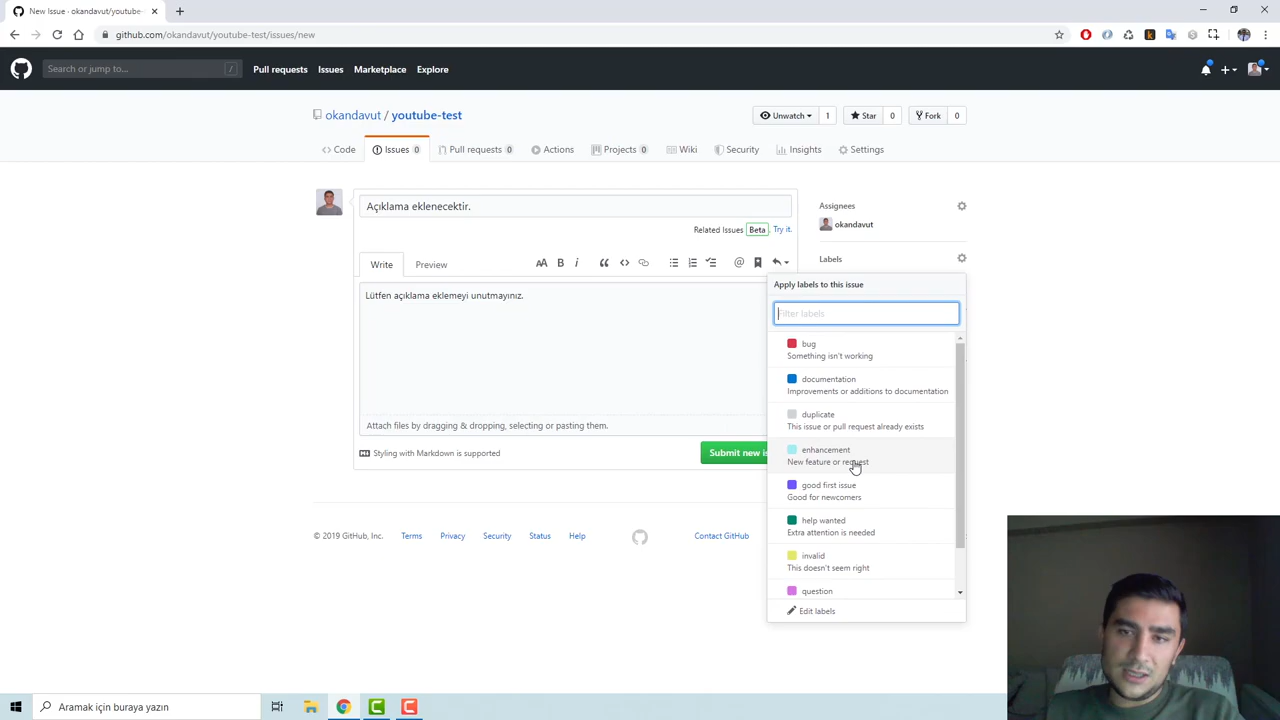 New Issue · okandavut/youtube-
github.com/okandavut/youtube-test/issues/new
Search or jump to... /
Pull requests Issues Marketplace Explore
okandavut / youtube-test
Unwatch 1 Star 0 Fork 0
Code Issues 0 Pull requests 0 Actions Projects 0 Wiki Security Insights Settings
Açıklama eklenecektir.
Assignees
okandavut
Related Issues Beta Try it.
Write Preview
Labels
Apply labels to this issue
Filter labels
Lütfen açıklama eklemeyi unutmayınız.
bug
Something isn't working
documentation
Improvements or additions to documentation
duplicate
This issue or pull request already exists
enhancement
New feature or request
good first issue
Good for newcomers
help wanted
Extra attention is needed
invalid
This doesn't seem right
question
Edit labels
Attach files by dragging & dropping, selecting or pasting them.
Styling with Markdown is supported
Submit new is
© 2019 GitHub, Inc. Terms Privacy Security Status Help Contact GitHub
Aramak için buraya yazın